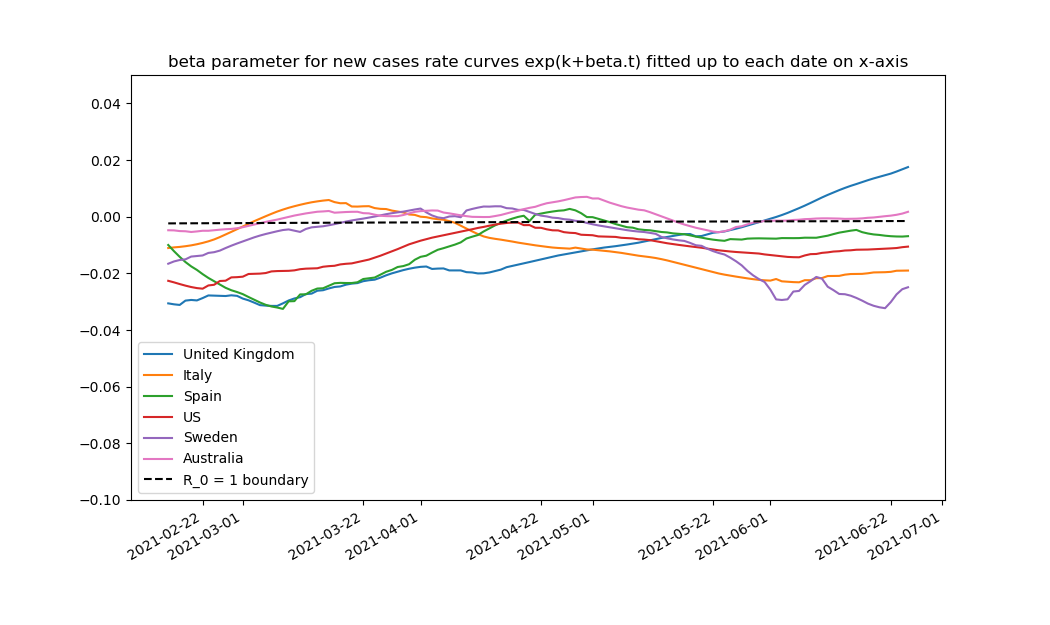 beta parameter for new cases rate curves exp(k+beta.t) fitted up to each date on x-axis
0.04
0.02
0.00
−0.02
−0.04
−0.06
−0.08
−0.10
United Kingdom
Italy
Spain
US
Sweden
Australia
R_0 = 1 boundary
2021-02-22
2021-03-01
2021-03-22
2021-04-01
2021-04-22
2021-05-01
2021-05-22
2021-06-01
2021-06-22
2021-07-01